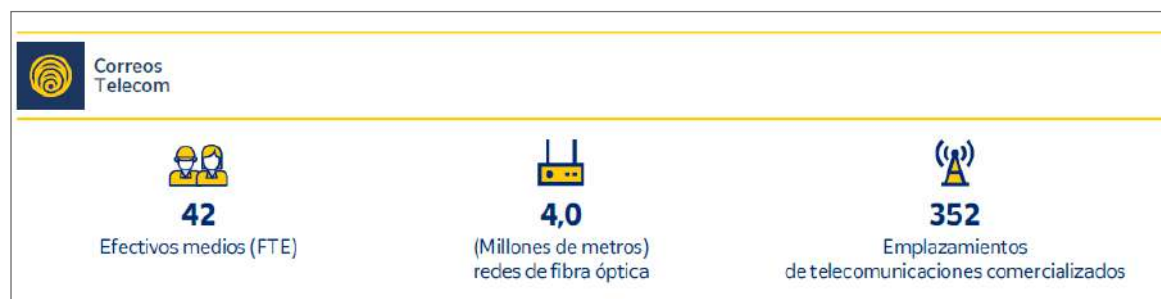 Correos
Telecom
42
Efectivos medios (FTE)
4,0
(Millones de metros)
redes de fibra óptica
352
Emplazamientos
de telecomunicaciones comercializados